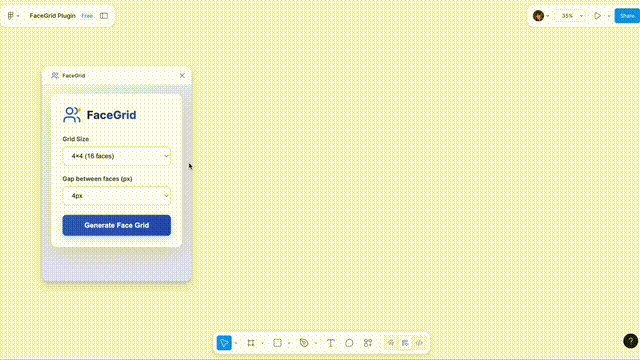 FaceGrid Plugin Free
35%
Share
FaceGrid
FaceGrid
Grid Size
4×4 (16 faces)
Gap between faces (px)
4px
Generate Face Grid
?